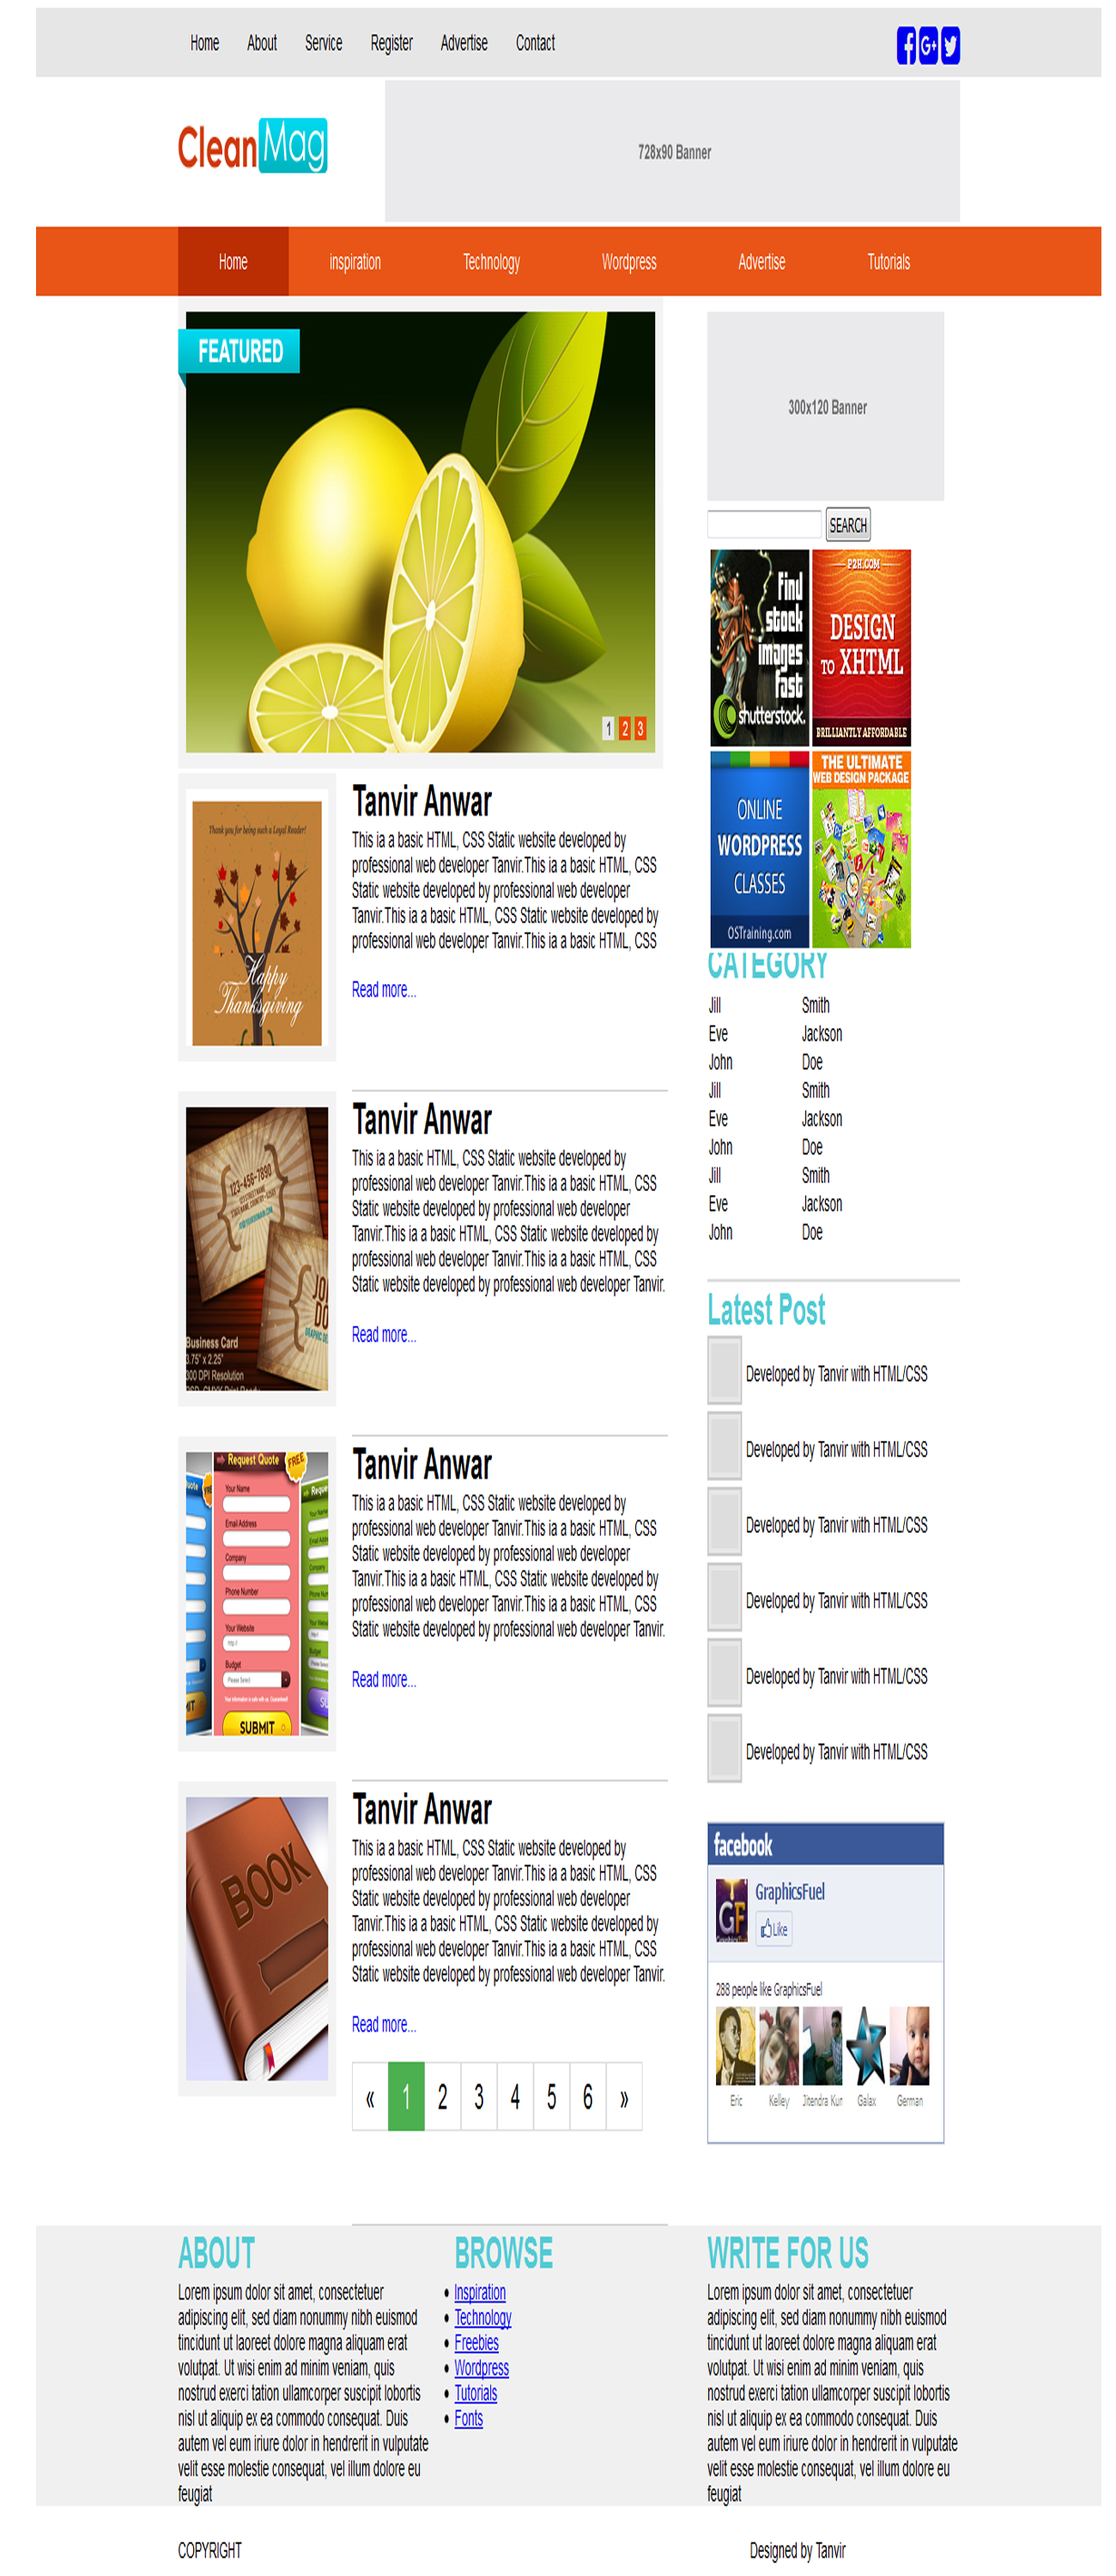 Home About Service Register Advertise Contact
CleanMag
728x90 Banner
Home inspiration Technology Wordpress Advertise Tutorials
FEATURED
1 2 3
300x120 Banner
SEARCH
Find
stock
images
fast
shutterstock.
P2H.COM
DESIGN
TO XHTML
BRILLIANTLY AFFORDABLE
ONLINE
WORDPRESS
CLASSES
OSTraining.com
THE ULTIMATE
WEB DESIGN PACKAGE
Thank you for being such a Loyal Reader!
Happy
Thanksgiving
Tanvir Anwar
This ia a basic HTML, CSS Static website developed by
professional web developer Tanvir.This ia a basic HTML, CSS
Static website developed by professional web developer
Tanvir.This ia a basic HTML, CSS Static website developed by
professional web developer Tanvir.This ia a basic HTML, CSS
Read more...
123-456-7890
Business Card
3.75" x 2.25"
300 DPI Resolution
Tanvir Anwar
This ia a basic HTML, CSS Static website developed by
professional web developer Tanvir.This ia a basic HTML, CSS
Static website developed by professional web developer
Tanvir.This ia a basic HTML, CSS Static website developed by
professional web developer Tanvir.This ia a basic HTML, CSS
Static website developed by professional web developer Tanvir.
Read more...
Request Quote
FREE
Your Name
Email Address
Company
Phone Number
Your Website
http://
Budget
Please Select
Your information is safe with us. Guaranteed!
SUBMIT
Tanvir Anwar
This ia a basic HTML, CSS Static website developed by
professional web developer Tanvir.This ia a basic HTML, CSS
Static website developed by professional web developer
Tanvir.This ia a basic HTML, CSS Static website developed by
professional web developer Tanvir.This ia a basic HTML, CSS
Static website developed by professional web developer Tanvir.
Read more...
BOOK
Tanvir Anwar
This ia a basic HTML, CSS Static website developed by
professional web developer Tanvir.This ia a basic HTML, CSS
Static website developed by professional web developer
Tanvir.This ia a basic HTML, CSS Static website developed by
professional web developer Tanvir.This ia a basic HTML, CSS
Static website developed by professional web developer Tanvir.
Read more...
« 1 2 3 4 5 6 »
CATEGORY
Jill Smith
Eve Jackson
John Doe
Jill Smith
Eve Jackson
John Doe
Jill Smith
Eve Jackson
John Doe
Latest Post
Developed by Tanvir with HTML/CSS
Developed by Tanvir with HTML/CSS
Developed by Tanvir with HTML/CSS
Developed by Tanvir with HTML/CSS
Developed by Tanvir with HTML/CSS
Developed by Tanvir with HTML/CSS
facebook
GF
GraphicsFuel
Like
288 people like GraphicsFuel
Eric Kelley Jitendra Kum Galax German
ABOUT
Lorem ipsum dolor sit amet, consectetuer
adipiscing elit, sed diam nonummy nibh euismod
tincidunt ut laoreet dolore magna aliquam erat
volutpat. Ut wisi enim ad minim veniam, quis
nostrud exerci tation ullamcorper suscipit lobortis
nisl ut aliquip ex ea commodo consequat. Duis
autem vel eum iriure dolor in hendrerit in vulputate
velit esse molestie consequat, vel illum dolore eu
feugiat
BROWSE
Inspiration
Technology
Freebies
Wordpress
Tutorials
Fonts
WRITE FOR US
Lorem ipsum dolor sit amet, consectetuer
adipiscing elit, sed diam nonummy nibh euismod
tincidunt ut laoreet dolore magna aliquam erat
volutpat. Ut wisi enim ad minim veniam, quis
nostrud exerci tation ullamcorper suscipit lobortis
nisl ut aliquip ex ea commodo consequat. Duis
autem vel eum iriure dolor in hendrerit in vulputate
velit esse molestie consequat, vel illum dolore eu
feugiat
COPYRIGHT
Designed by Tanvir